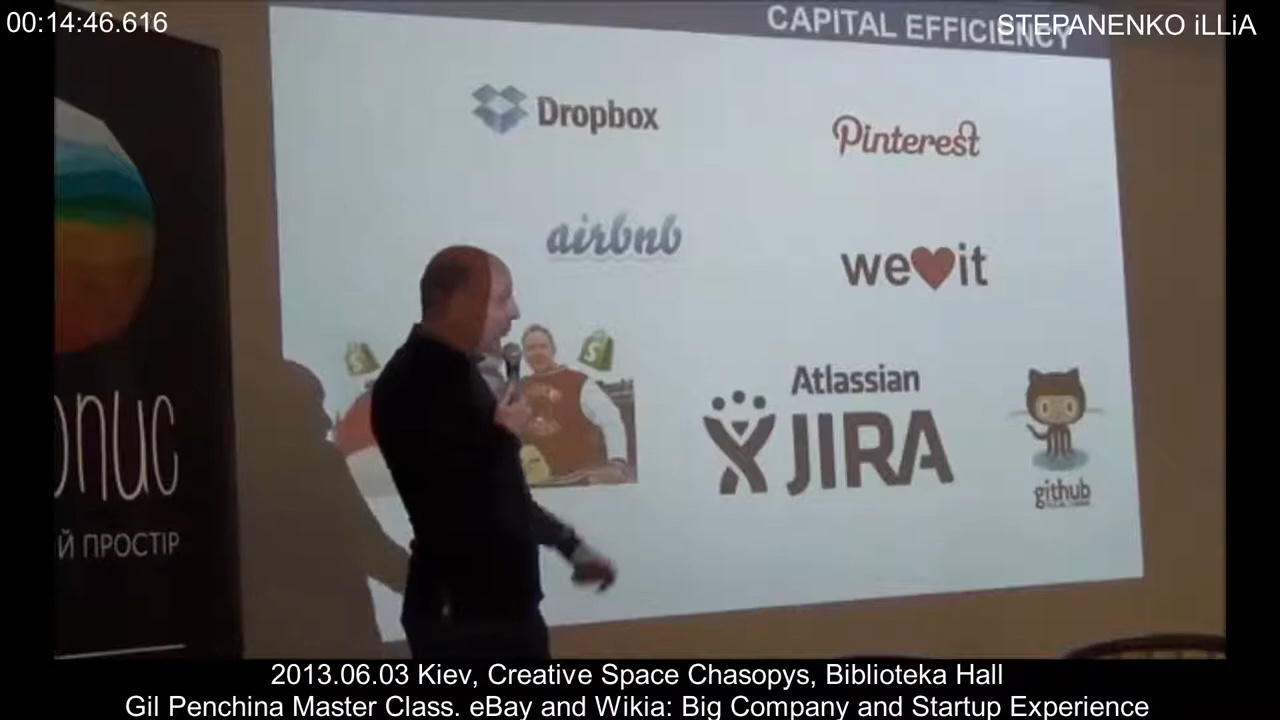 00:14:46.616
STEPANENKO iLLiA
CAPITAL EFFICIENCY
Dropbox
Pinterest
airbnb
we❤it
Atlassian
JIRA
github
Й ПРОСТІР
2013.06.03 Kiev, Creative Space Chasopys, Biblioteka Hall
Gil Penchina Master Class. eBay and Wikia: Big Company and Startup Experience